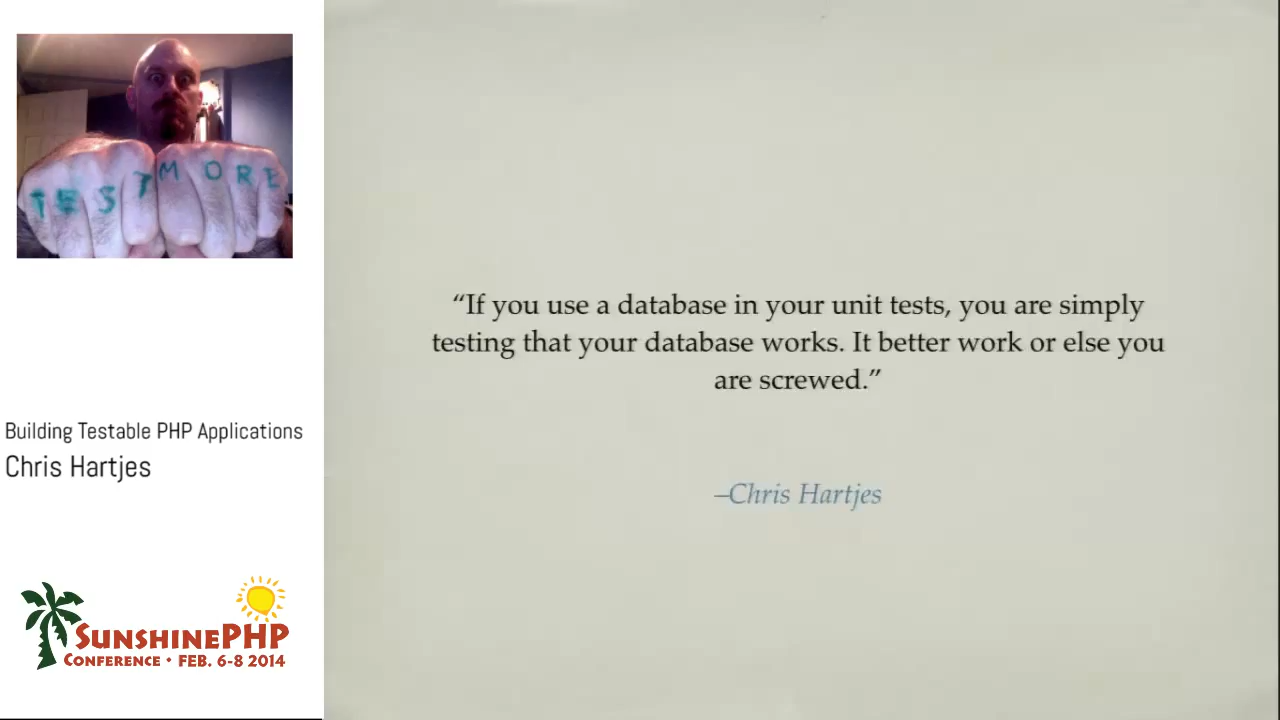 TEST MORE
Building Testable PHP Applications
Chris Hartjes
SUNSHINEPHP
CONFERENCE • FEB. 6-8 2014
“If you use a database in your unit tests, you are simply
testing that your database works. It better work or else you
are screwed.”
–Chris Hartjes